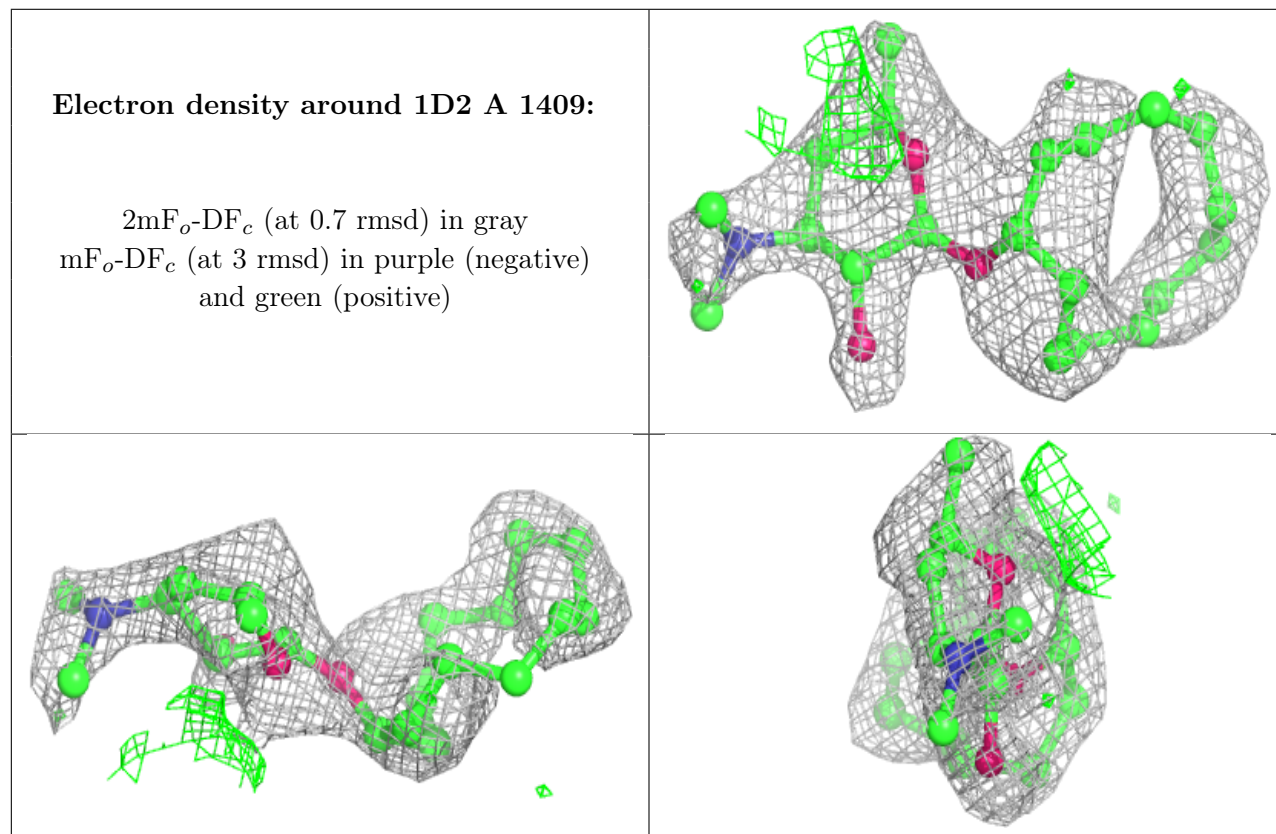 Electron density around 1D2 A 1409:
2mFₒ-DF𝑐 (at 0.7 rmsd) in gray
mFₒ-DF𝑐 (at 3 rmsd) in purple (negative)
and green (positive)